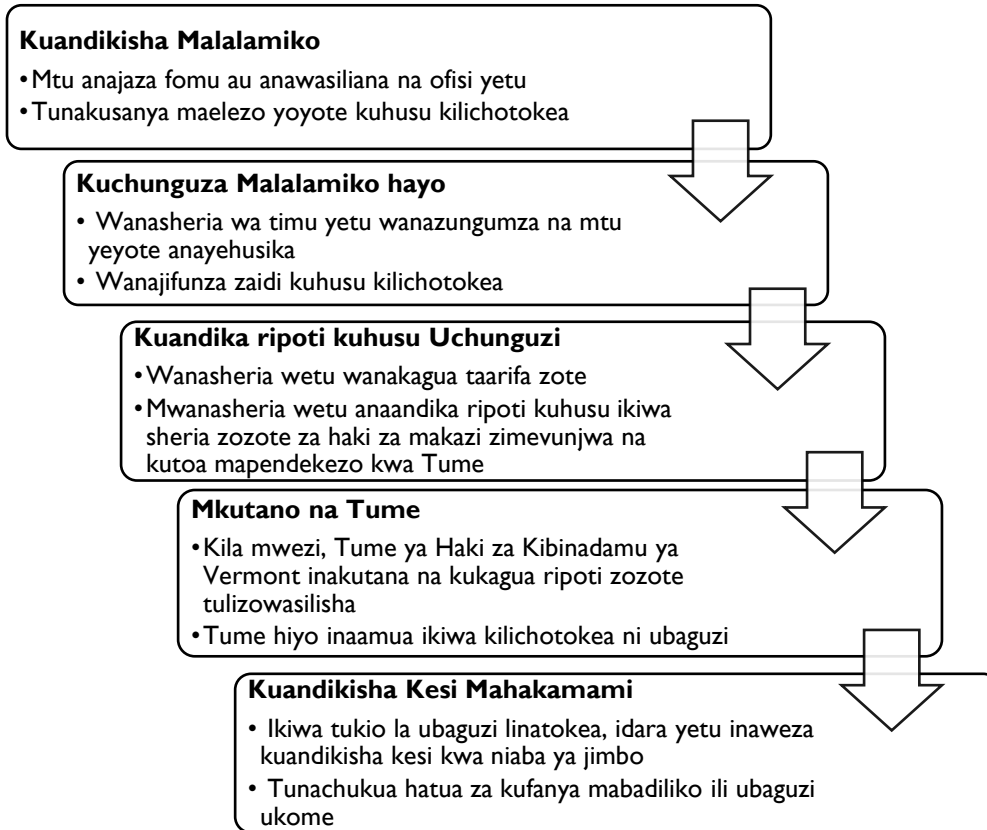 Kuandikisha Malalamiko
•Mtu anajaza fomu au anawasiliana na ofisi yetu
•Tunakusanya maelezo yoyote kuhusu kilichotokea
Kuchunguza Malalamiko hayo
• Wanasheria wa timu yetu wanazungumza na mtu
yeyote anayehusika
• Wanajifunza zaidi kuhusu kilichotokea
Kuandika ripoti kuhusu Uchunguzi
•Wanasheria wetu wanakagua taarifa zote
•Mwanasheria wetu anaandika ripoti kuhusu ikiwa
sheria zozote za haki za makazi zimevunjwa na
kutoa mapendekezo kwa Tume
Mkutano na Tume
•Kila mwezi, Tume ya Haki za Kibinadamu ya
Vermont inakutana na kukagua ripoti zozote
tulizowasilisha
•Tume hiyo inaamua ikiwa kilichotokea ni ubaguzi
Kuandikisha Kesi Mahakamami
• Ikiwa tukio la ubaguzi linatokea, idara yetu inaweza
kuandikisha kesi kwa niaba ya jimbo
• Tunachukua hatua za kufanya mabadiliko ili ubaguzi
ukome